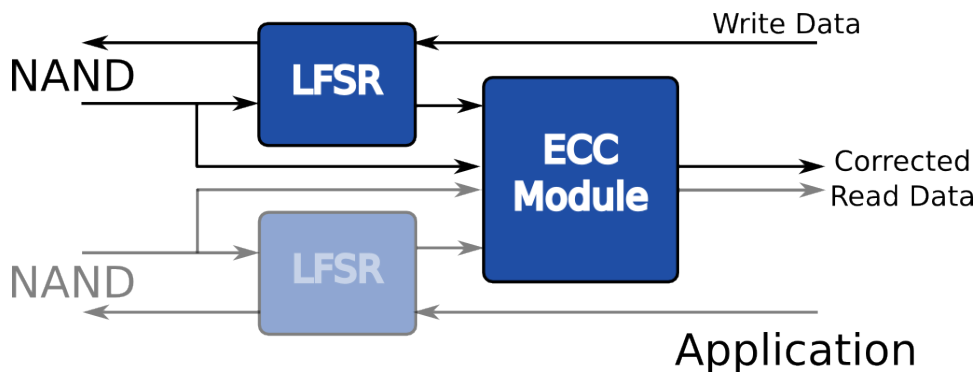 Write Data
NAND
LFSR
ECC
Module
Corrected
Read Data
LFSR
NAND
Application